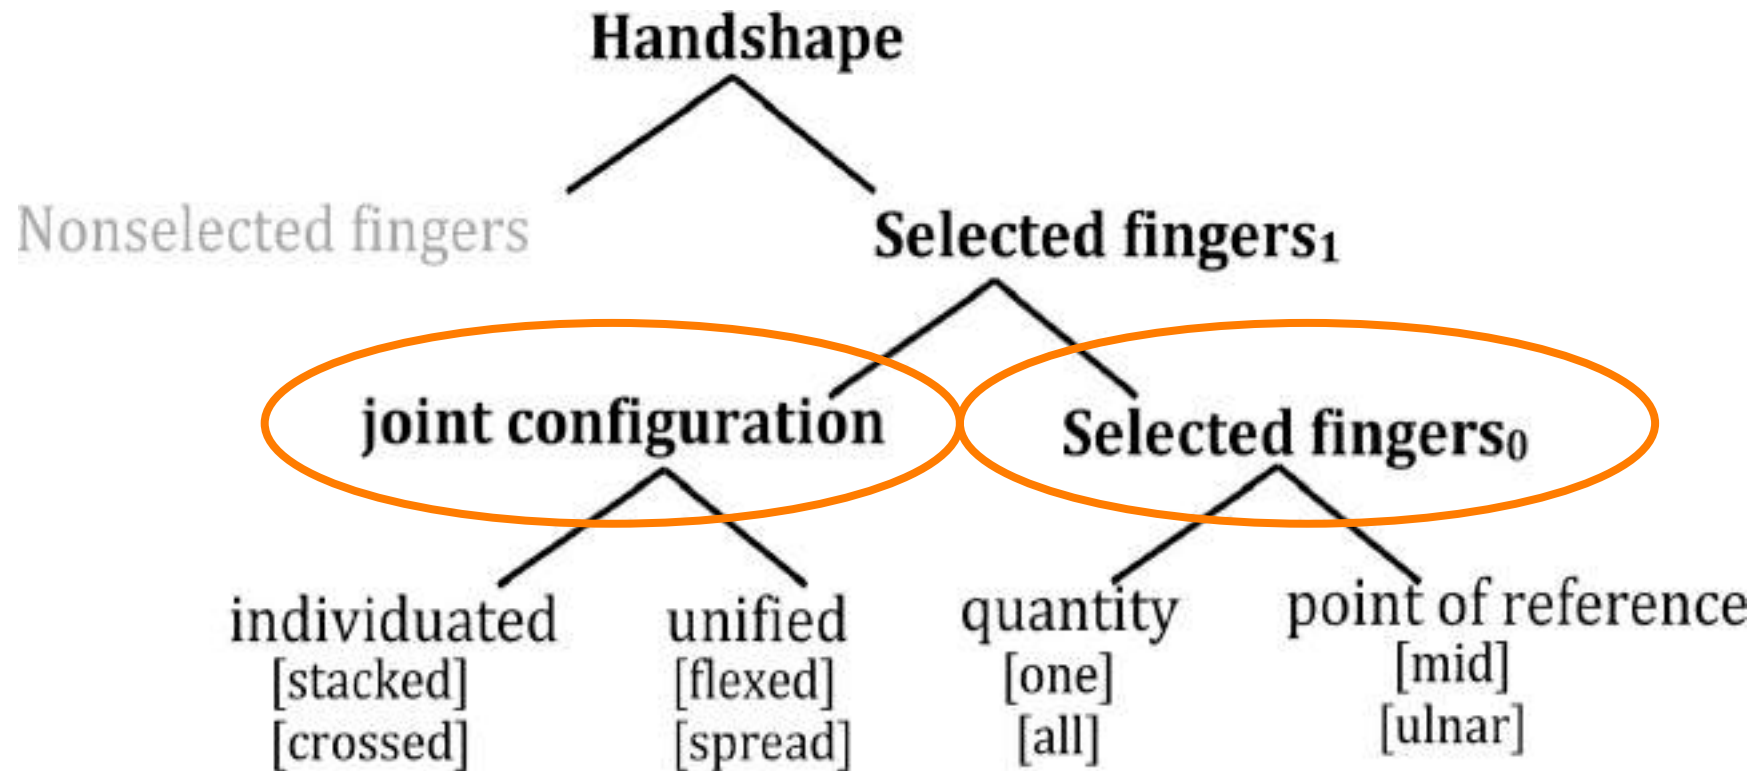 Handshape
Nonselected fingers
Selected fingers₁
joint configuration
Selected fingers₀
individuated
[stacked]
[crossed]
unified
[flexed]
[spread]
quantity
[one]
[all]
point of reference
[mid]
[ulnar]